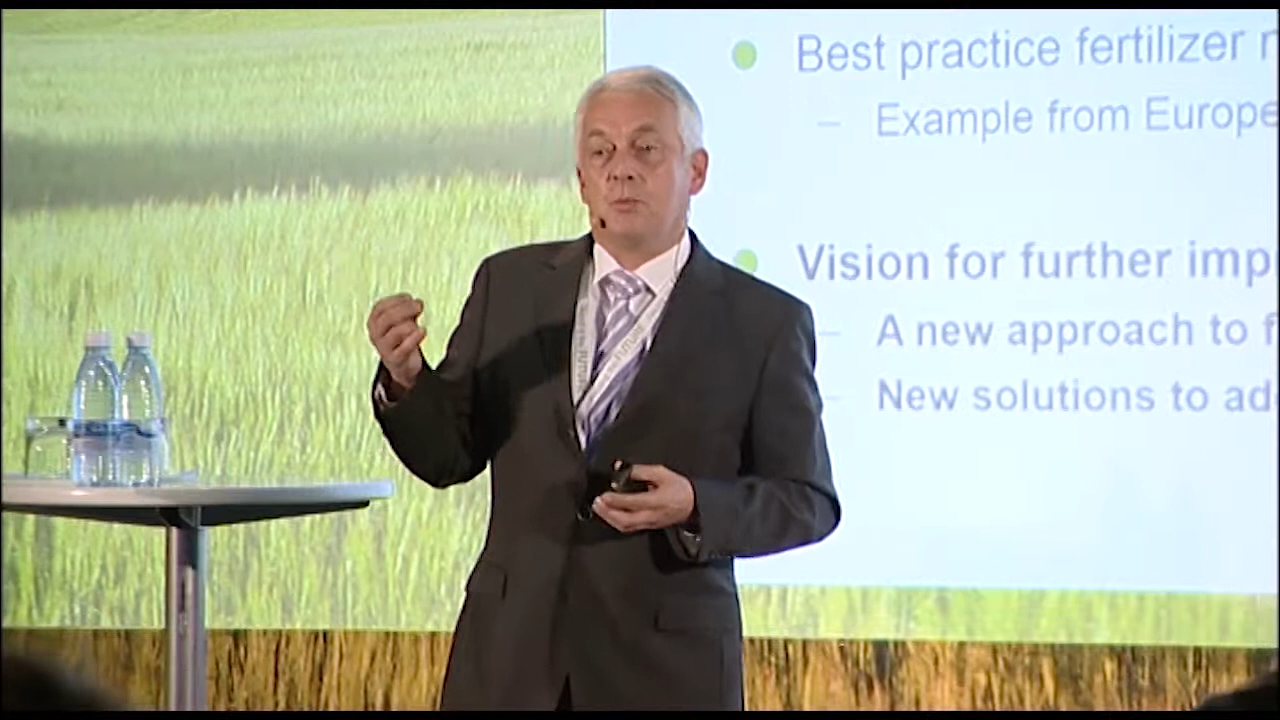 Best practice fertilizer
– Example from Europe
Vision for further imp
– A new approach to f
– New solutions to ad